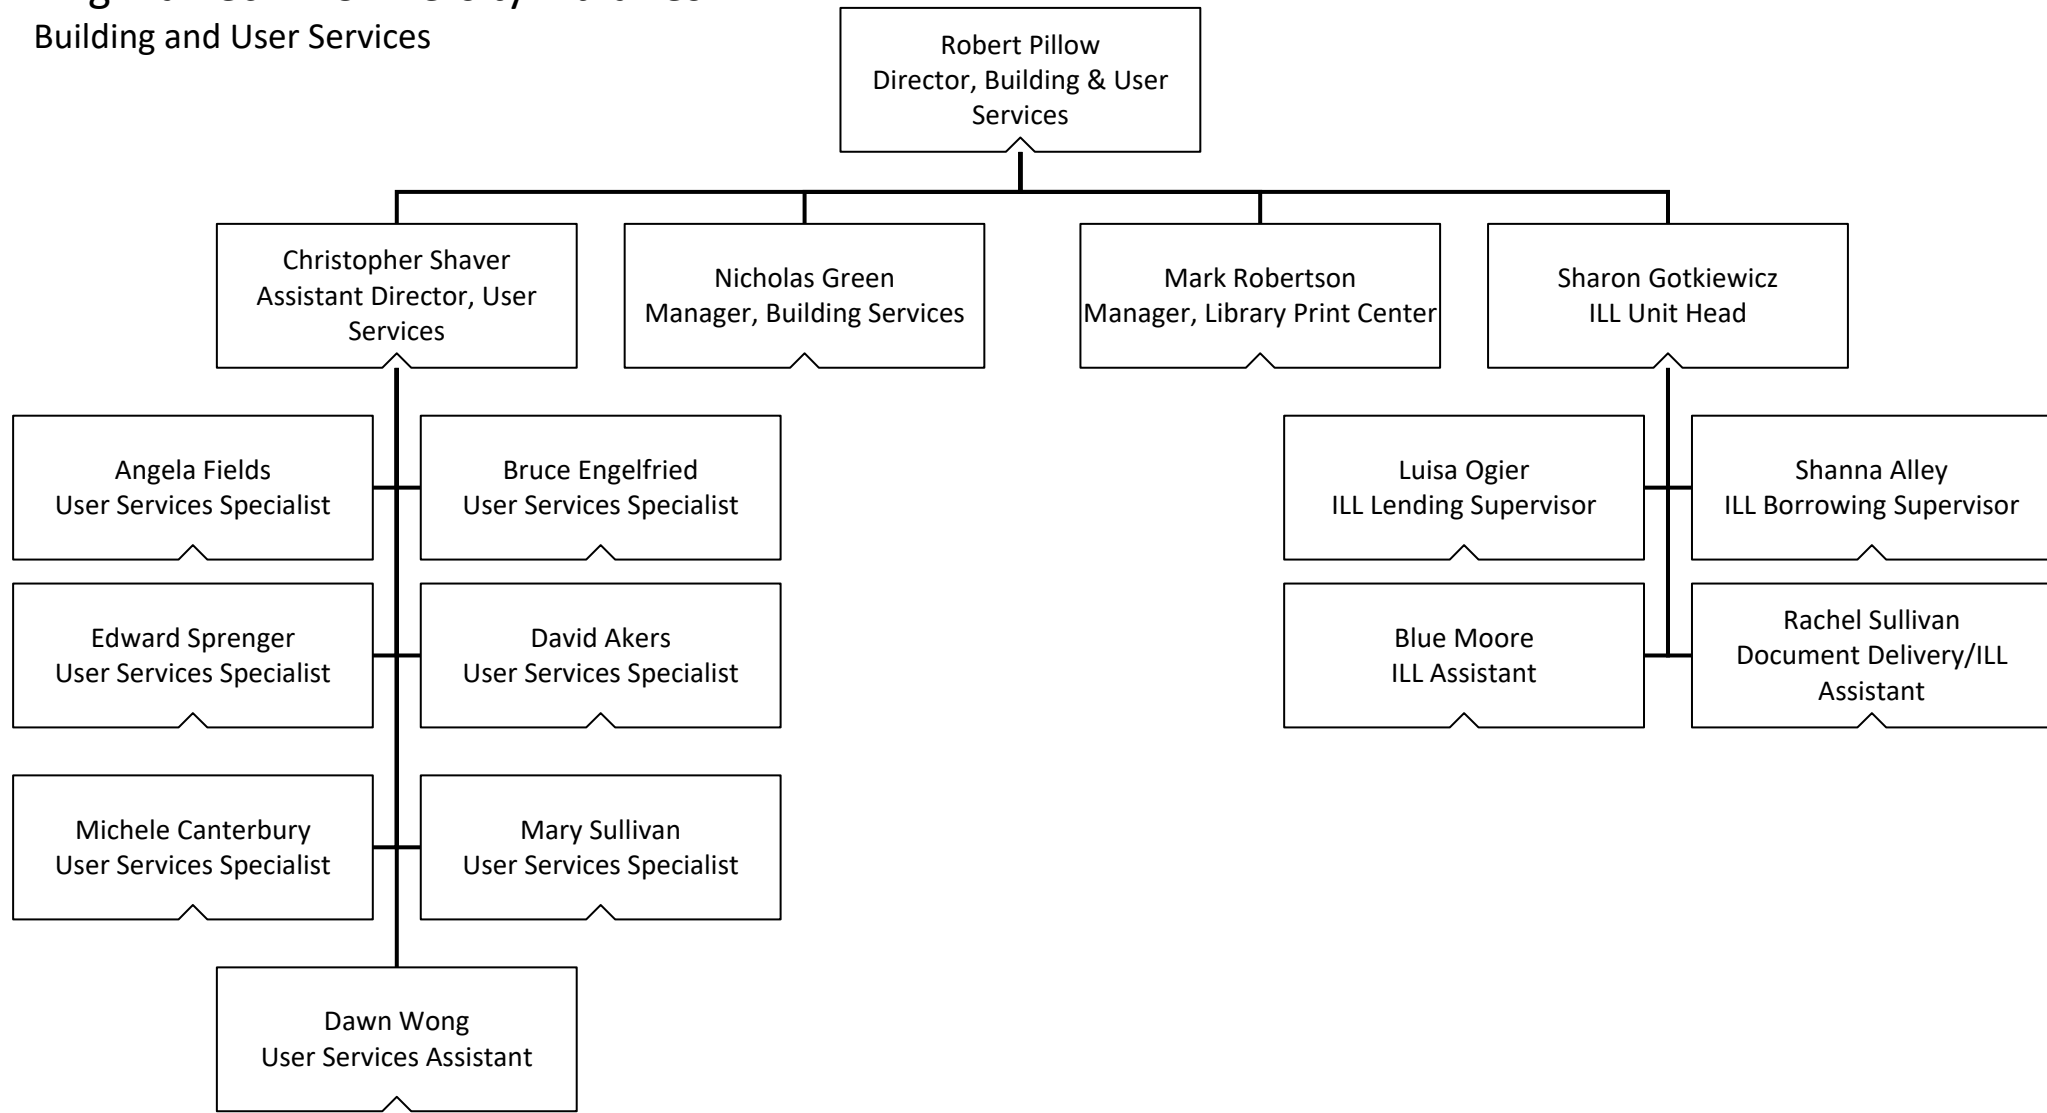 Building and User Services
Robert Pillow
Director, Building & User
Services
Christopher Shaver
Assistant Director, User
Services
Nicholas Green
Manager, Building Services
Mark Robertson
Manager, Library Print Center
Sharon Gotkiewicz
ILL Unit Head
Angela Fields
User Services Specialist
Bruce Engelfried
User Services Specialist
Luisa Ogier
ILL Lending Supervisor
Shanna Alley
ILL Borrowing Supervisor
Edward Sprenger
User Services Specialist
David Akers
User Services Specialist
Blue Moore
ILL Assistant
Rachel Sullivan
Document Delivery/ILL
Assistant
Michele Canterbury
User Services Specialist
Mary Sullivan
User Services Specialist
Dawn Wong
User Services Assistant